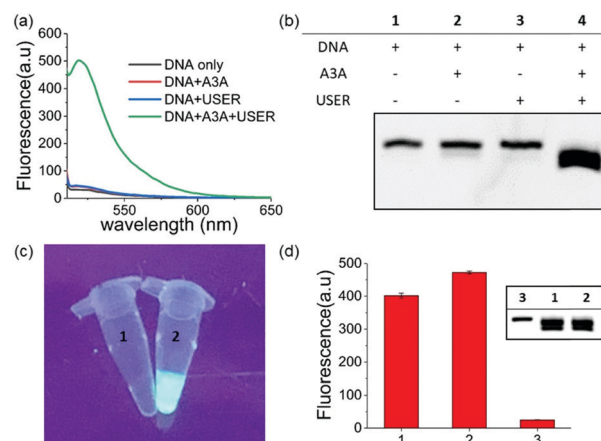 (a)
600
500
400
300
200
100
0
Fluorescence(a.u)
DNA only
DNA+A3A
DNA+USER
DNA+A3A+USER
550 600 650
wavelength (nm)
(b) 1 2 3 4
DNA + + + +
A3A - + - +
USER - - + +
(c)
1 2
(d)
500
400
300
200
100
0
Fluorescence(a.u)
3 1 2
1 2 3